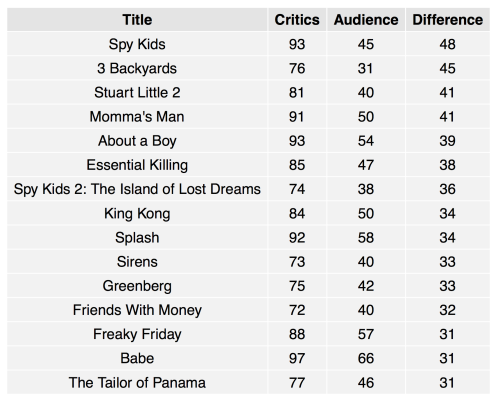 Title Critics Audience Difference
Spy Kids 93 45 48
3 Backyards 76 31 45
Stuart Little 2 81 40 41
Momma's Man 91 50 41
About a Boy 93 54 39
Essential Killing 85 47 38
Spy Kids 2: The Island of Lost Dreams 74 38 36
King Kong 84 50 34
Splash 92 58 34
Sirens 73 40 33
Greenberg 75 42 33
Friends With Money 72 40 32
Freaky Friday 88 57 31
Babe 97 66 31
The Tailor of Panama 77 46 31